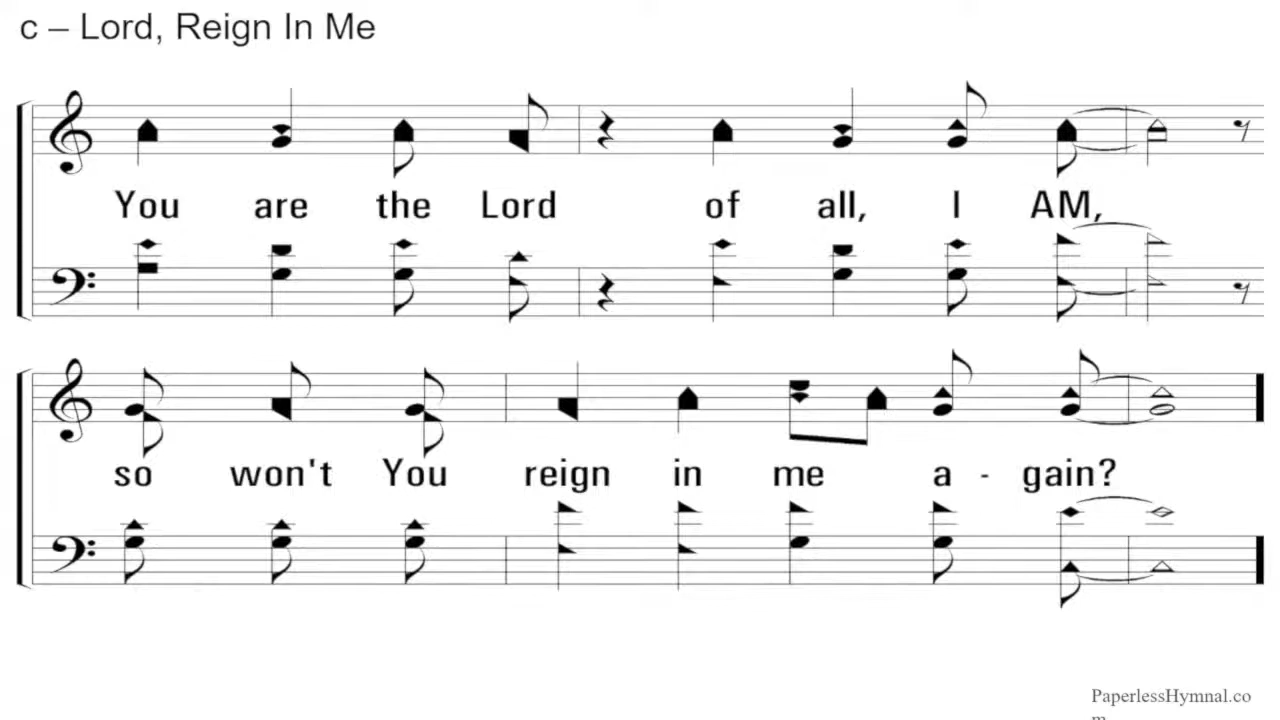 c – Lord, Reign In Me
You are the Lord of all, I AM,
so won't You reign in me a - gain?
PaperlessHymnal.co
m